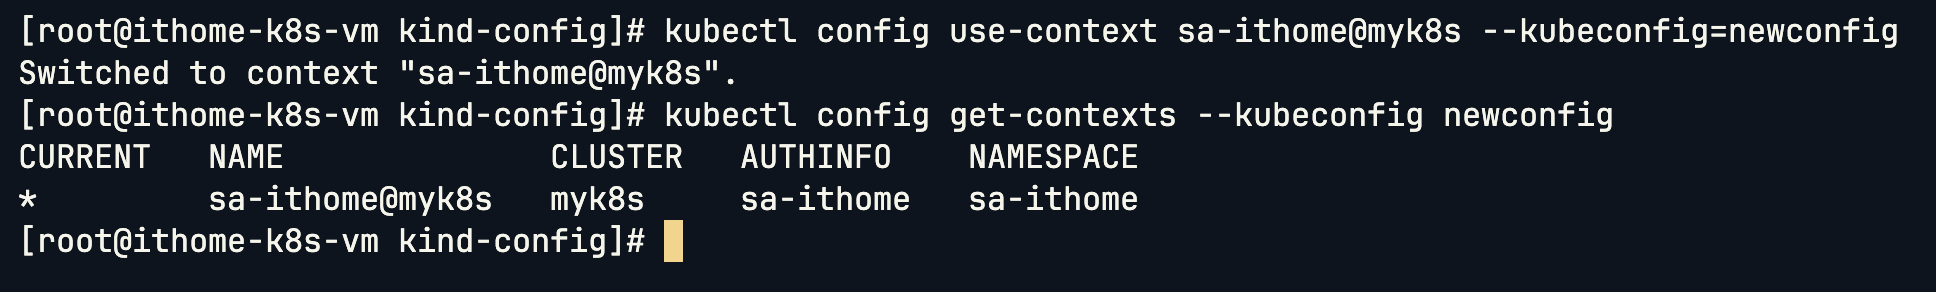 [root@ithome-k8s-vm kind-config]# kubectl config use-context sa-ithome@myk8s --kubeconfig=newconfig
Switched to context "sa-ithome@myk8s".
[root@ithome-k8s-vm kind-config]# kubectl config get-contexts --kubeconfig newconfig
CURRENT   NAME              CLUSTER   AUTHINFO    NAMESPACE
*         sa-ithome@myk8s   myk8s     sa-ithome   sa-ithome
[root@ithome-k8s-vm kind-config]#